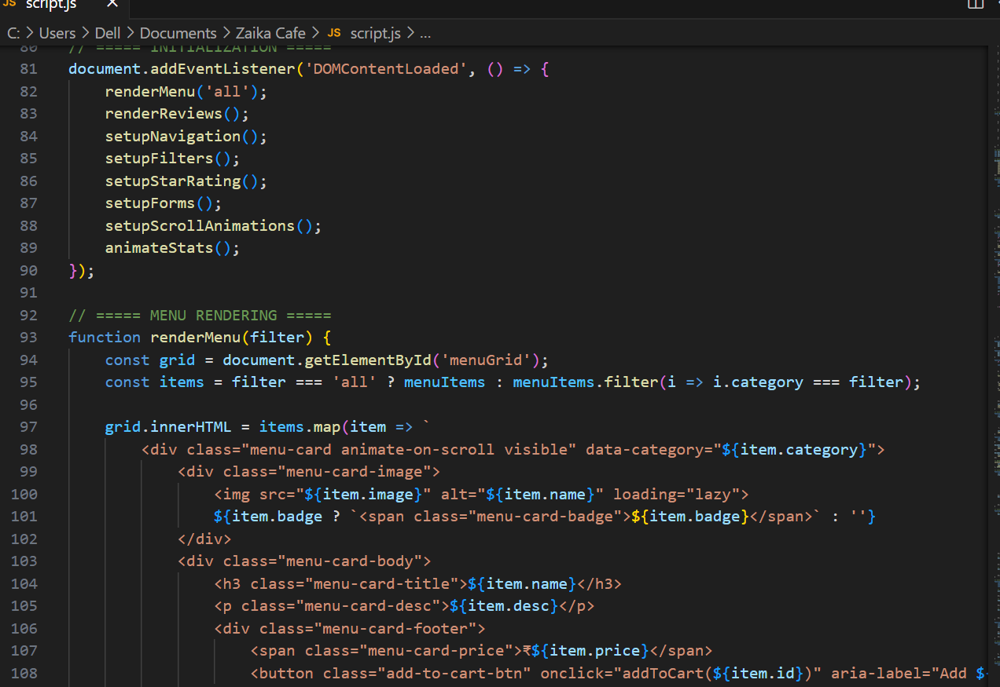 JS script.js ×
C: > Users > Dell > Documents > Zaika Cafe > JS script.js > ...
80 // ===== INITIALIZATION =====
81 document.addEventListener('DOMContentLoaded', () => {
82     renderMenu('all');
83     renderReviews();
84     setupNavigation();
85     setupFilters();
86     setupStarRating();
87     setupForms();
88     setupScrollAnimations();
89     animateStats();
90 });
91
92 // ===== MENU RENDERING =====
93 function renderMenu(filter) {
94     const grid = document.getElementById('menuGrid');
95     const items = filter === 'all' ? menuItems : menuItems.filter(i => i.category === filter);
96
97     grid.innerHTML = items.map(item => `
98         <div class="menu-card animate-on-scroll visible" data-category="${item.category}">
99             <div class="menu-card-image">
100                 <img src="${item.image}" alt="${item.name}" loading="lazy">
101                 ${item.badge ? `<span class="menu-card-badge">${item.badge}</span>` : ''}
102             </div>
103             <div class="menu-card-body">
104                 <h3 class="menu-card-title">${item.name}</h3>
105                 <p class="menu-card-desc">${item.desc}</p>
106                 <div class="menu-card-footer">
107                     <span class="menu-card-price">₹${item.price}</span>
108                     <button class="add-to-cart-btn" onclick="addToCart(${item.id})" aria-label="Add $